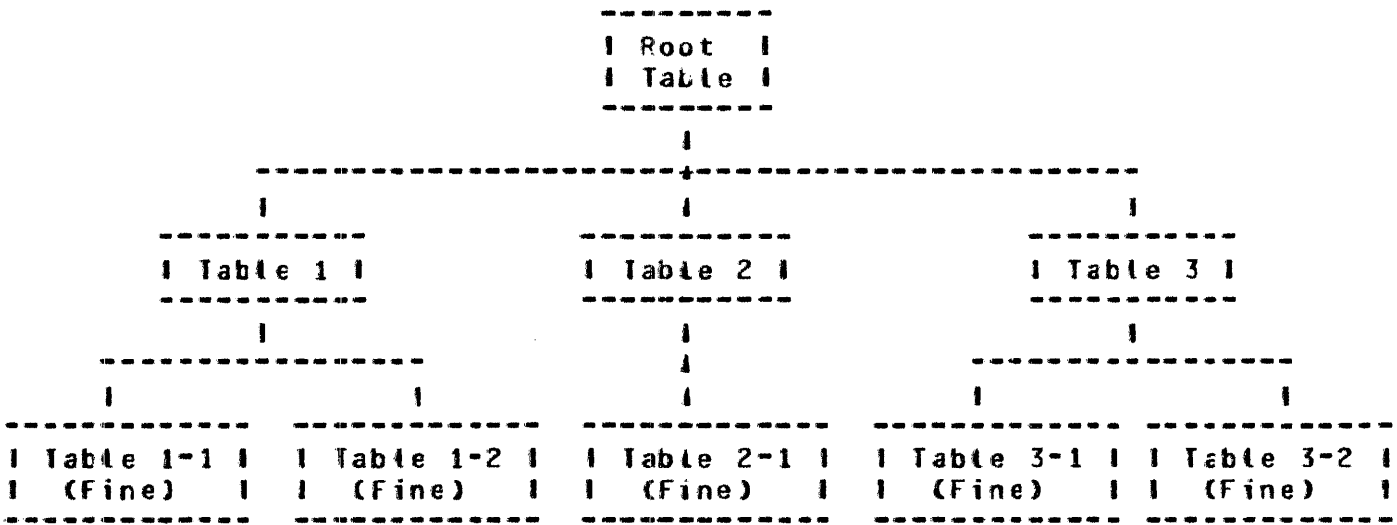 Root
Table
Table 1
Table 2
Table 3
Table 1-1
(Fine)
Table 1-2
(Fine)
Table 2-1
(Fine)
Table 3-1
(Fine)
Table 3-2
(Fine)